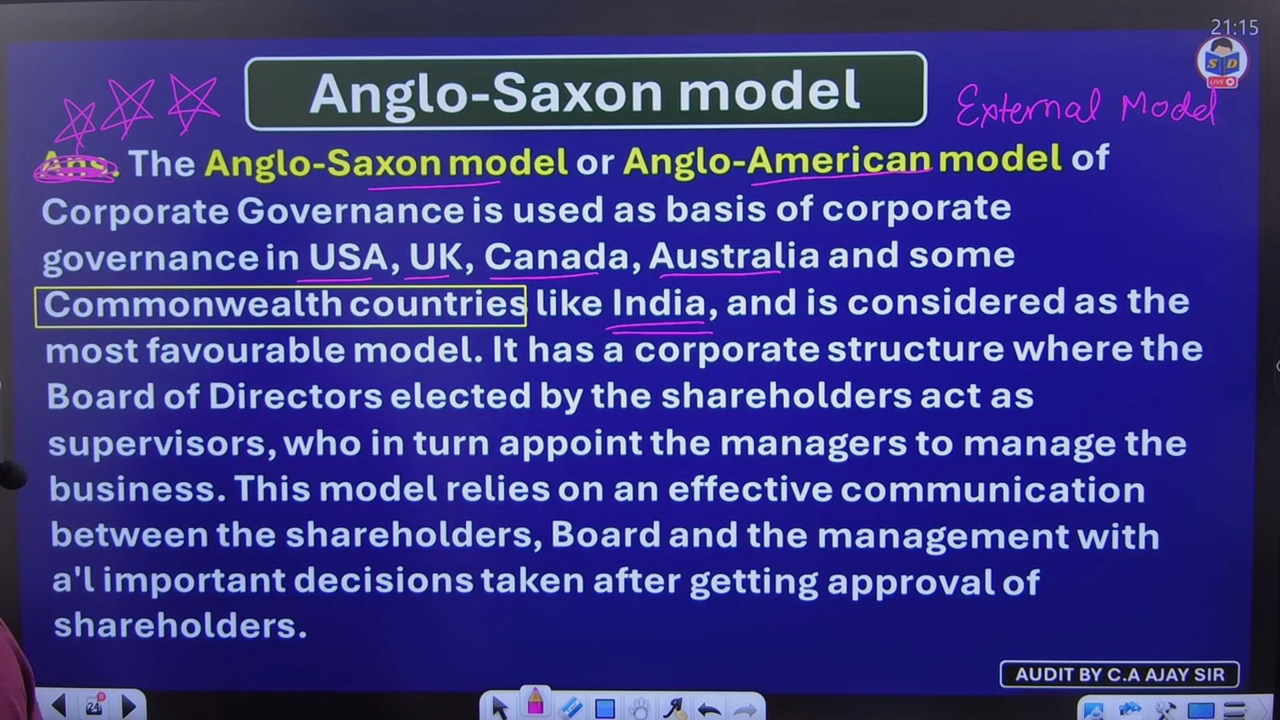 21:15
Anglo-Saxon model
External Model
S D
LIVE
Ans. The Anglo-Saxon model or Anglo-American model of
Corporate Governance is used as basis of corporate
governance in USA, UK, Canada, Australia and some
Commonwealth countries like India, and is considered as the
most favourable model. It has a corporate structure where the
Board of Directors elected by the shareholders act as
supervisors, who in turn appoint the managers to manage the
business. This model relies on an effective communication
between the shareholders, Board and the management with
a'l important decisions taken after getting approval of
shareholders.
AUDIT BY C.A AJAY SIR
24